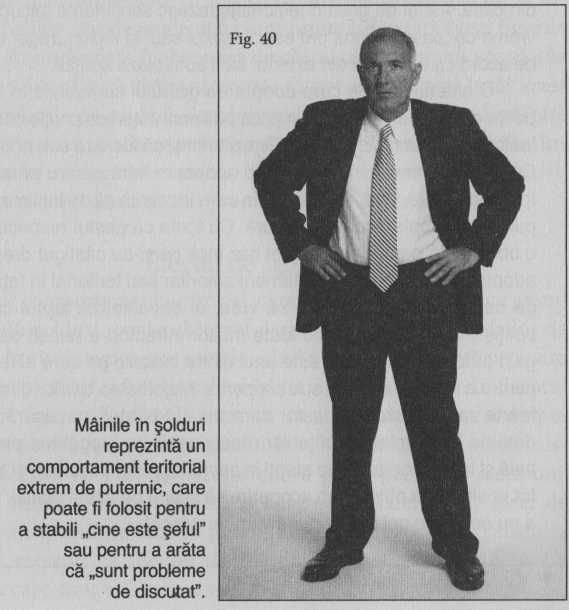 Fig. 40
Mâinile în şolduri
reprezintă un
comportament teritorial
extrem de puternic, care
poate fi folosit pentru
a stabili „cine este şeful”
sau pentru a arăta
că „sunt probleme
de discutat”.